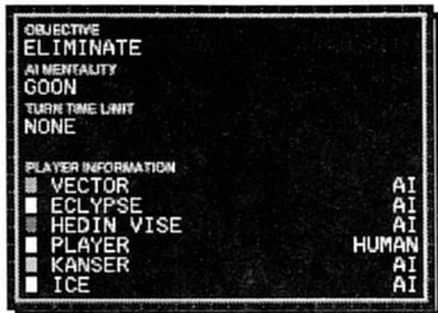 OBJECTIVE
ELIMINATE
AI MENTALITY
GOON
TURN TIME LIMIT
NONE
PLAYER INFORMATION
VECTOR AI
ECLYPSE AI
HEDIN VISE AI
PLAYER HUMAN
KANSER AI
ICE AI